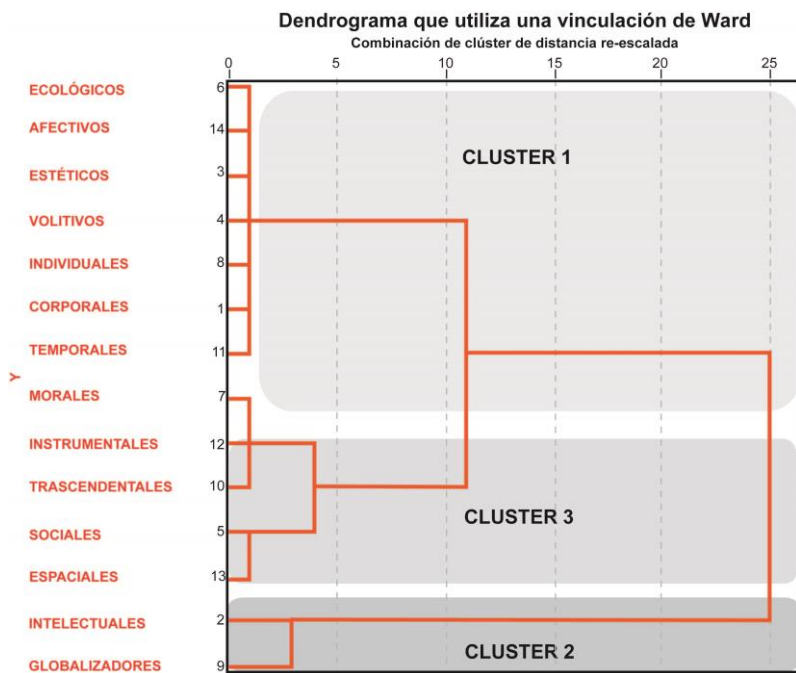 Dendrograma que utiliza una vinculación de Ward
Combinación de clúster de distancia re-escalada
0 5 10 15 20 25
ECOLÓGICOS 6
AFECTIVOS 14
CLUSTER 1
ESTÉTICOS 3
VOLITIVOS 4
INDIVIDUALES 8
CORPORALES 1
TEMPORALES 11
Y
MORALES 7
INSTRUMENTALES 12
TRASCENDENTALES 10
CLUSTER 3
SOCIALES 5
ESPACIALES 13
INTELECTUALES 2
CLUSTER 2
GLOBALIZADORES 9